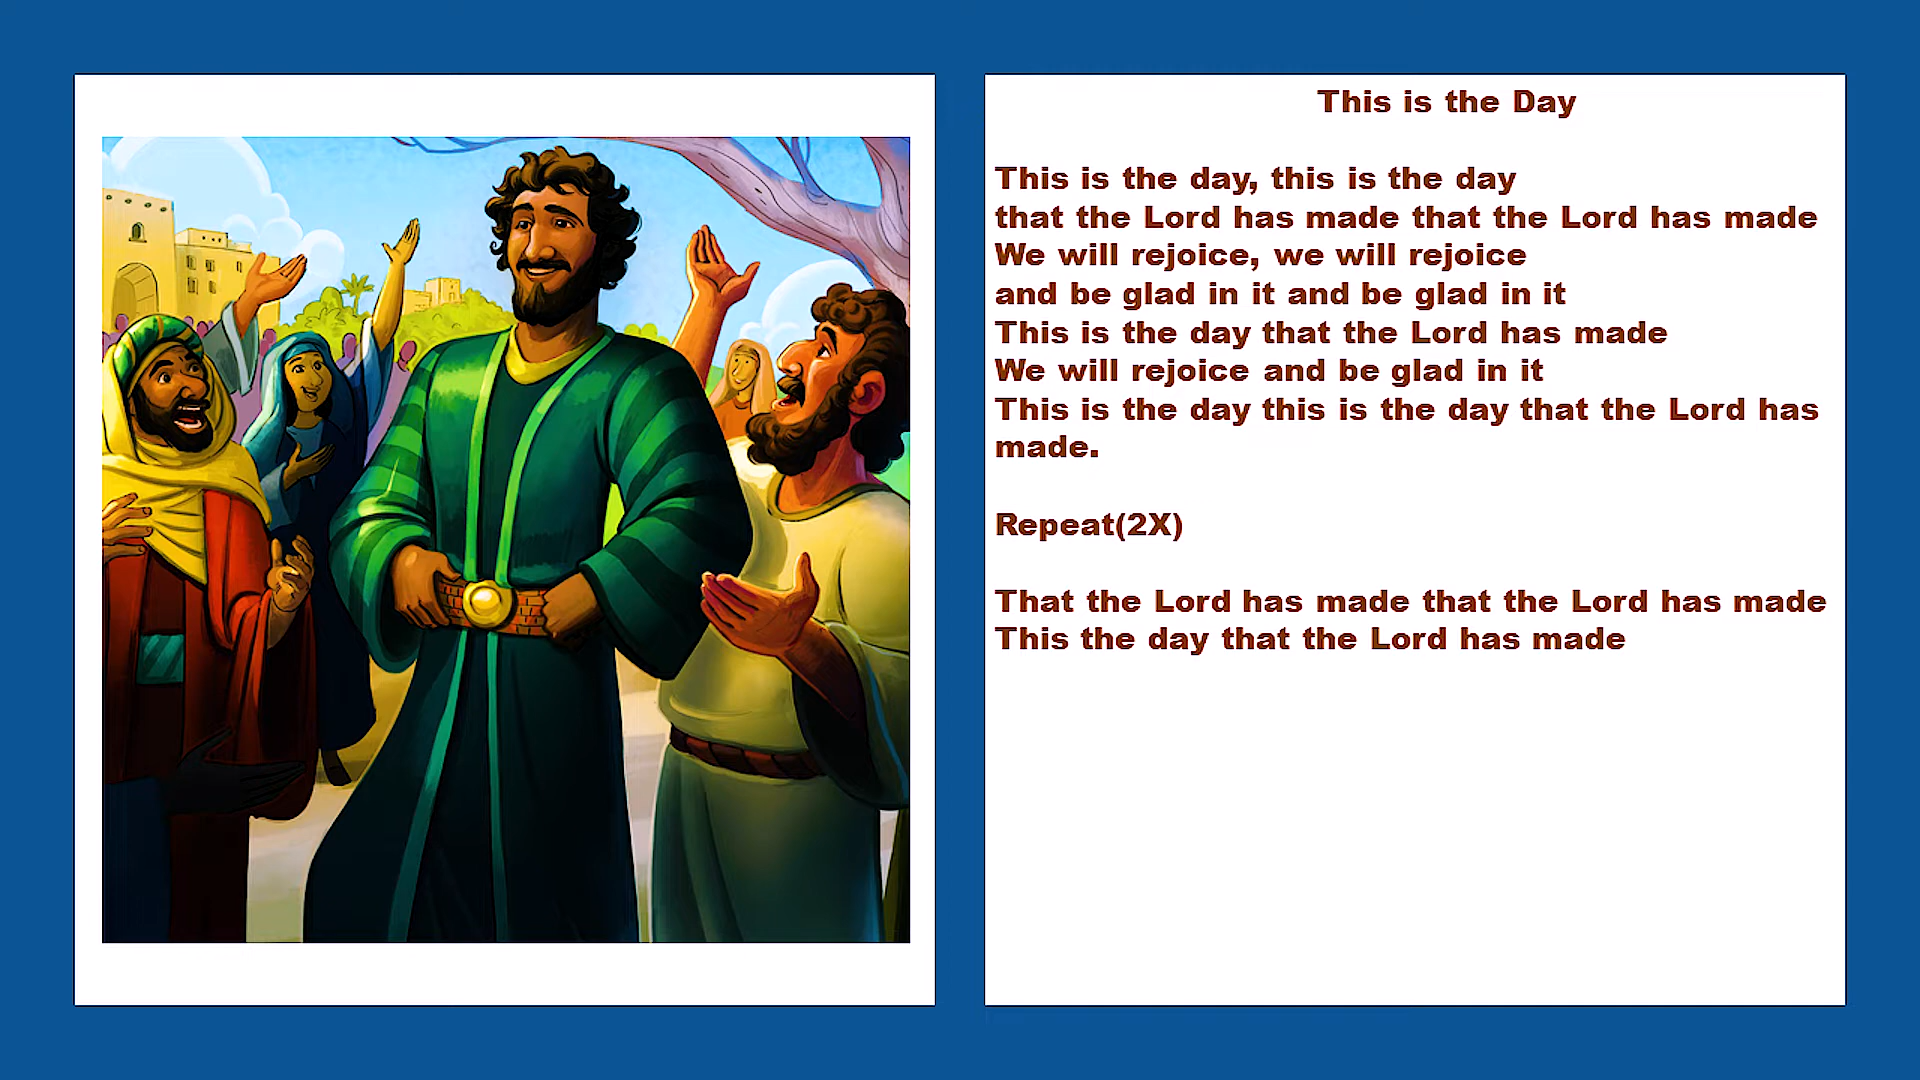 This is the Day
This is the day, this is the day
that the Lord has made that the Lord has made
We will rejoice, we will rejoice
and be glad in it and be glad in it
This is the day that the Lord has made
We will rejoice and be glad in it
This is the day this is the day that the Lord has
made.
Repeat(2X)
That the Lord has made that the Lord has made
This the day that the Lord has made